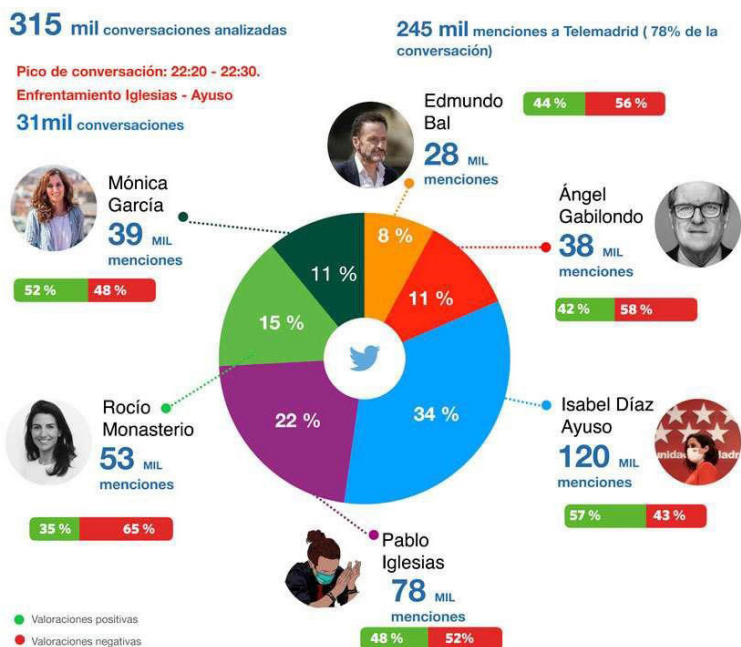 315 mil conversaciones analizadas
245 mil menciones a Telemadrid ( 78% de la
conversación)
Pico de conversación: 22:20 - 22:30.
Enfrentamiento Iglesias - Ayuso
31mil conversaciones
Edmundo
Bal
28 MIL
menciones
44 % 56 %
Mónica
García
39 MIL
menciones
52 % 48 %
Ángel
Gabilondo
38 MIL
menciones
42 % 58 %
8 %
11 %
11 %
15 %
34 %
22 %
Rocío
Monasterio
53 MIL
menciones
35 % 65 %
Isabel Díaz
Ayuso
120 MIL
menciones
57 % 43 %
Pablo
Iglesias
78 MIL
menciones
48 % 52%
Valoraciones positivas
Valoraciones negativas